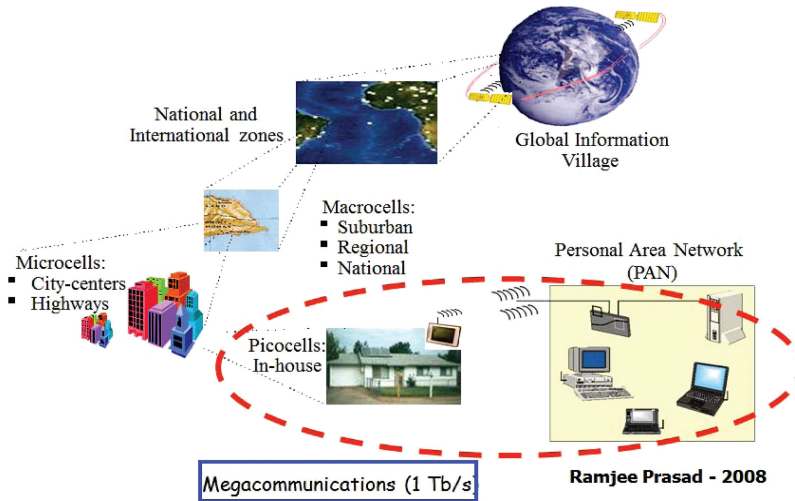 National and
International zones
Global Information
Village
Macrocells:
▪ Suburban
▪ Regional
▪ National
Microcells:
▪ City-centers
▪ Highways
Personal Area Network
(PAN)
Picocells:
In-house
Megacommunications (1 Tb/s)
Ramjee Prasad - 2008